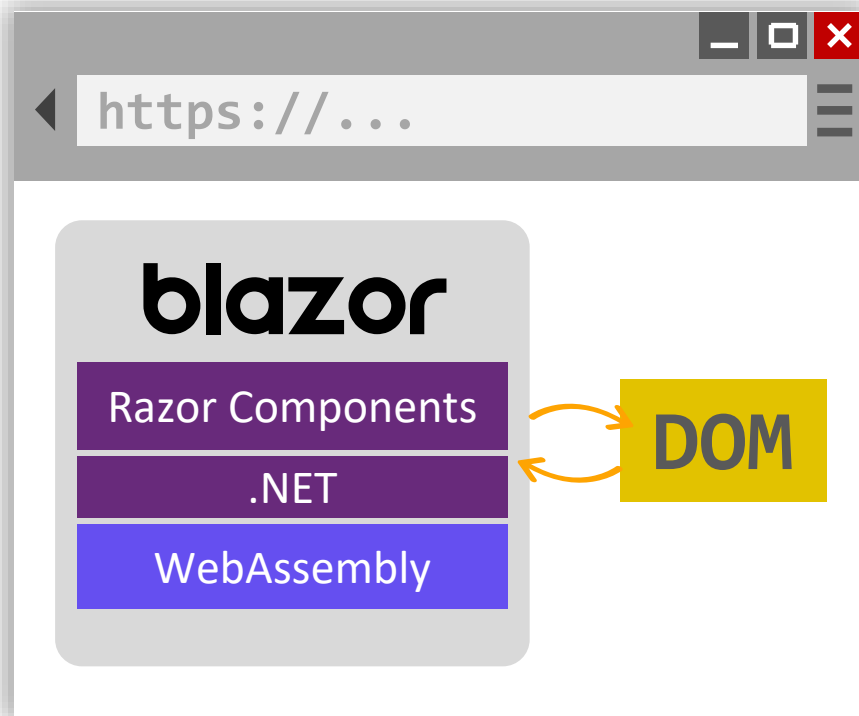 https://...
blazor
Razor Components
.NET
WebAssembly
DOM